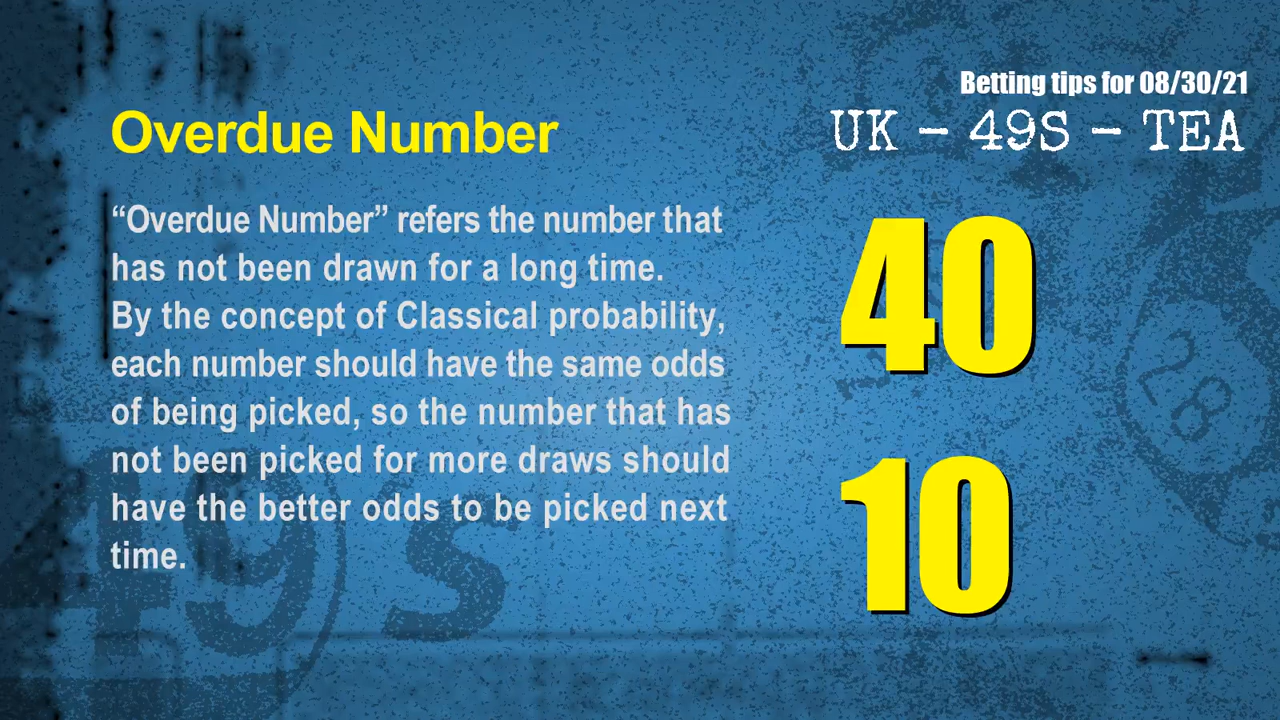 Betting tips for 08/30/21
UK - 49S - TEA
Overdue Number
“Overdue Number” refers the number that
has not been drawn for a long time.
By the concept of Classical probability,
each number should have the same odds
of being picked, so the number that has
not been picked for more draws should
have the better odds to be picked next
time.
40
10
28
49's